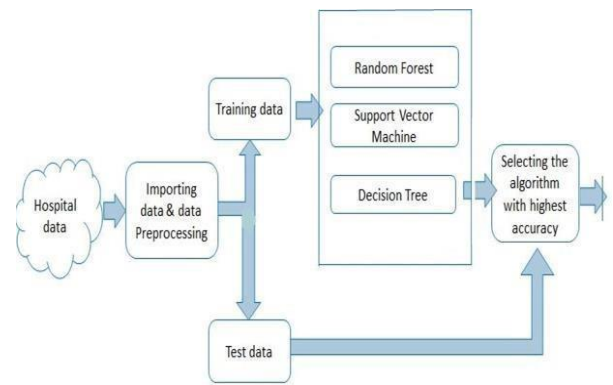 Hospital
data
Importing
data & data
Preprocessing
Training data
Test data
Random Forest
Support Vector
Machine
Decision Tree
Selecting the
algorithm
with highest
accuracy